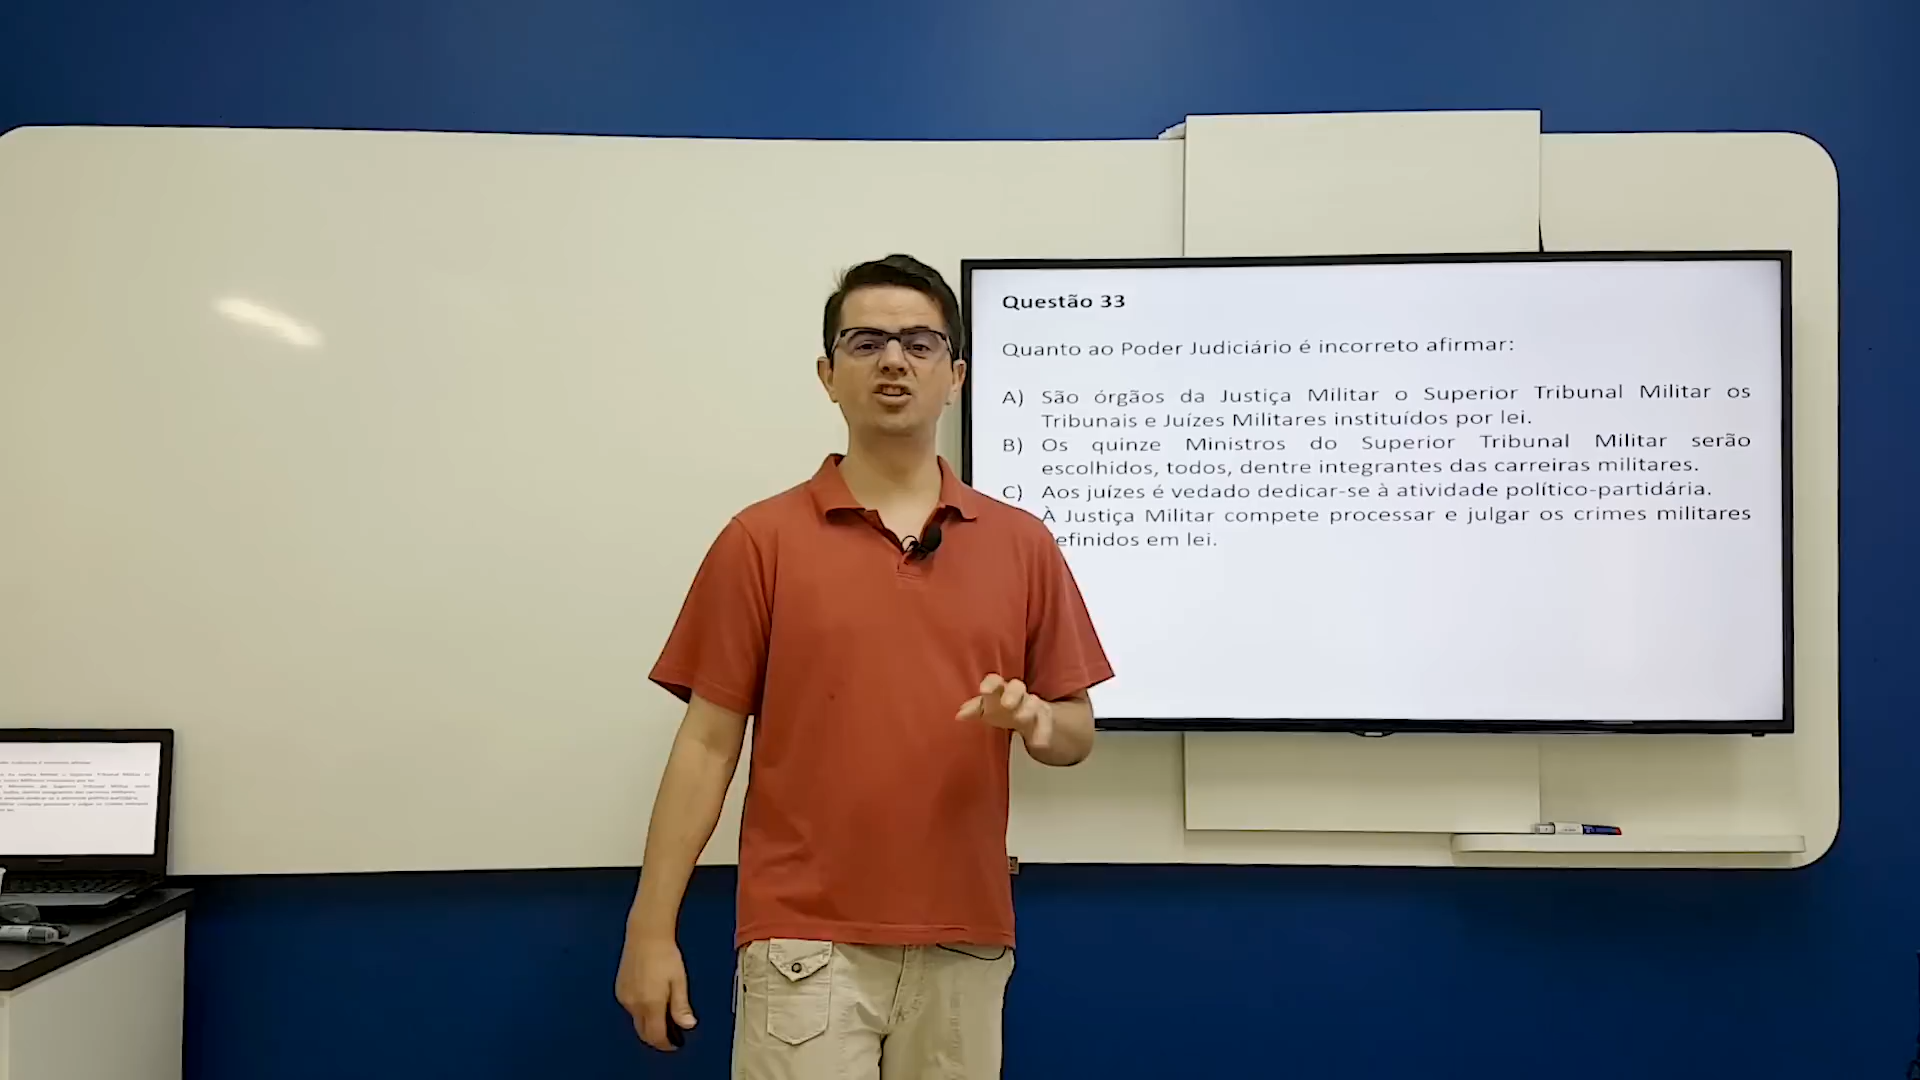 Questão 33
Quanto ao Poder Judiciário é incorreto afirmar:
A) São órgãos da Justiça Militar o Superior Tribunal Militar os
Tribunais e Juízes Militares instituídos por lei.
B) Os quinze Ministros do Superior Tribunal Militar serão
escolhidos, todos, dentre integrantes das carreiras militares.
C) Aos juízes é vedado dedicar-se à atividade político-partidária.
À Justiça Militar compete processar e julgar os crimes militares
em lei.